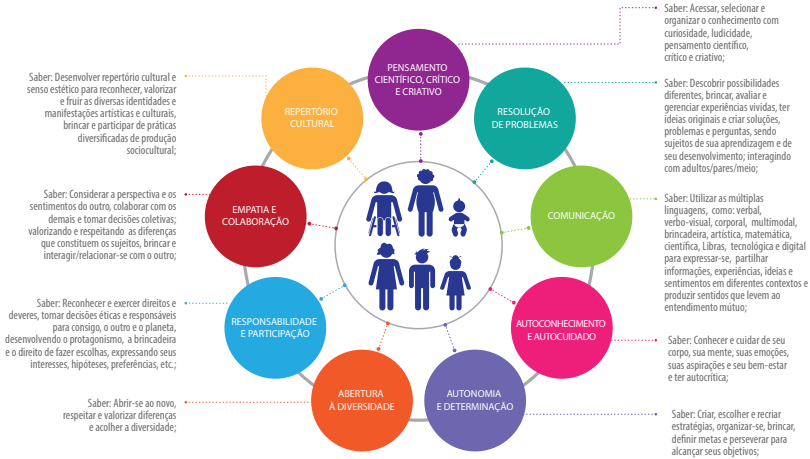 PENSAMENTO
CIENTÍFICO, CRÍTICO
E CRIATIVO
Saber: Acessar, selecionar e
organizar o conhecimento com
curiosidade, ludicidade,
pensamento científico,
crítico e criativo;
RESOLUÇÃO
DE PROBLEMAS
Saber: Descobrir possibilidades
diferentes, brincar, avaliar e
gerenciar experiências vividas, ter
ideias originais e criar soluções,
problemas e perguntas, sendo
sujeitos de sua aprendizagem e de
seu desenvolvimento; interagindo
com adultos/pares/meio;
COMUNICAÇÃO
Saber: Utilizar as múltiplas
linguagens, como: verbal,
verbo-visual, corporal, multimodal,
brincadeira, artística, matemática,
científica, Libras, tecnológica e digital
para expressar-se, partilhar
informações, experiências, ideias e
sentimentos em diferentes contextos e
produzir sentidos que levem ao
entendimento mútuo;
AUTOCONHECIMENTO
E AUTOCUIDADO
Saber: Conhecer e cuidar de seu
corpo, sua mente, suas emoções,
suas aspirações e seu bem-estar
e ter autocrítica;
AUTONOMIA
E DETERMINAÇÃO
Saber: Criar, escolher e recriar
estratégias, organizar-se, brincar,
definir metas e perseverar para
alcançar seus objetivos;
ABERTURA
À DIVERSIDADE
Saber: Abrir-se ao novo,
respeitar e valorizar diferenças
e acolher a diversidade;
RESPONSABILIDADE
E PARTICIPAÇÃO
Saber: Reconhecer e exercer direitos e
deveres, tomar decisões éticas e responsáveis
para consigo, o outro e o planeta,
desenvolvendo o protagonismo, a brincadeira
e o direito de fazer escolhas, expressando seus
interesses, hipóteses, preferências, etc.;
EMPATIA E
COLABORAÇÃO
Saber: Considerar a perspectiva e os
sentimentos do outro, colaborar com os
demais e tomar decisões coletivas;
valorizando e respeitando as diferenças
que constituem os sujeitos, brincar e
interagir/relacionar-se com o outro;
REPERTÓRIO
CULTURAL
Saber: Desenvolver repertório cultural e
senso estético para reconhecer, valorizar
e fruir as diversas identidades e
manifestações artísticas e culturais,
brincar e participar de práticas
diversificadas de produção
sociocultural;